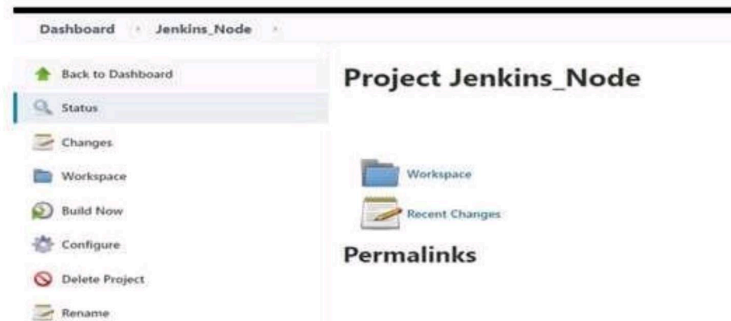 Dashboard Jenkins_Node
Back to Dashboard
Status
Changes
Workspace
Build Now
Configure
Delete Project
Rename
Project Jenkins_Node
Workspace
Recent Changes
Permalinks